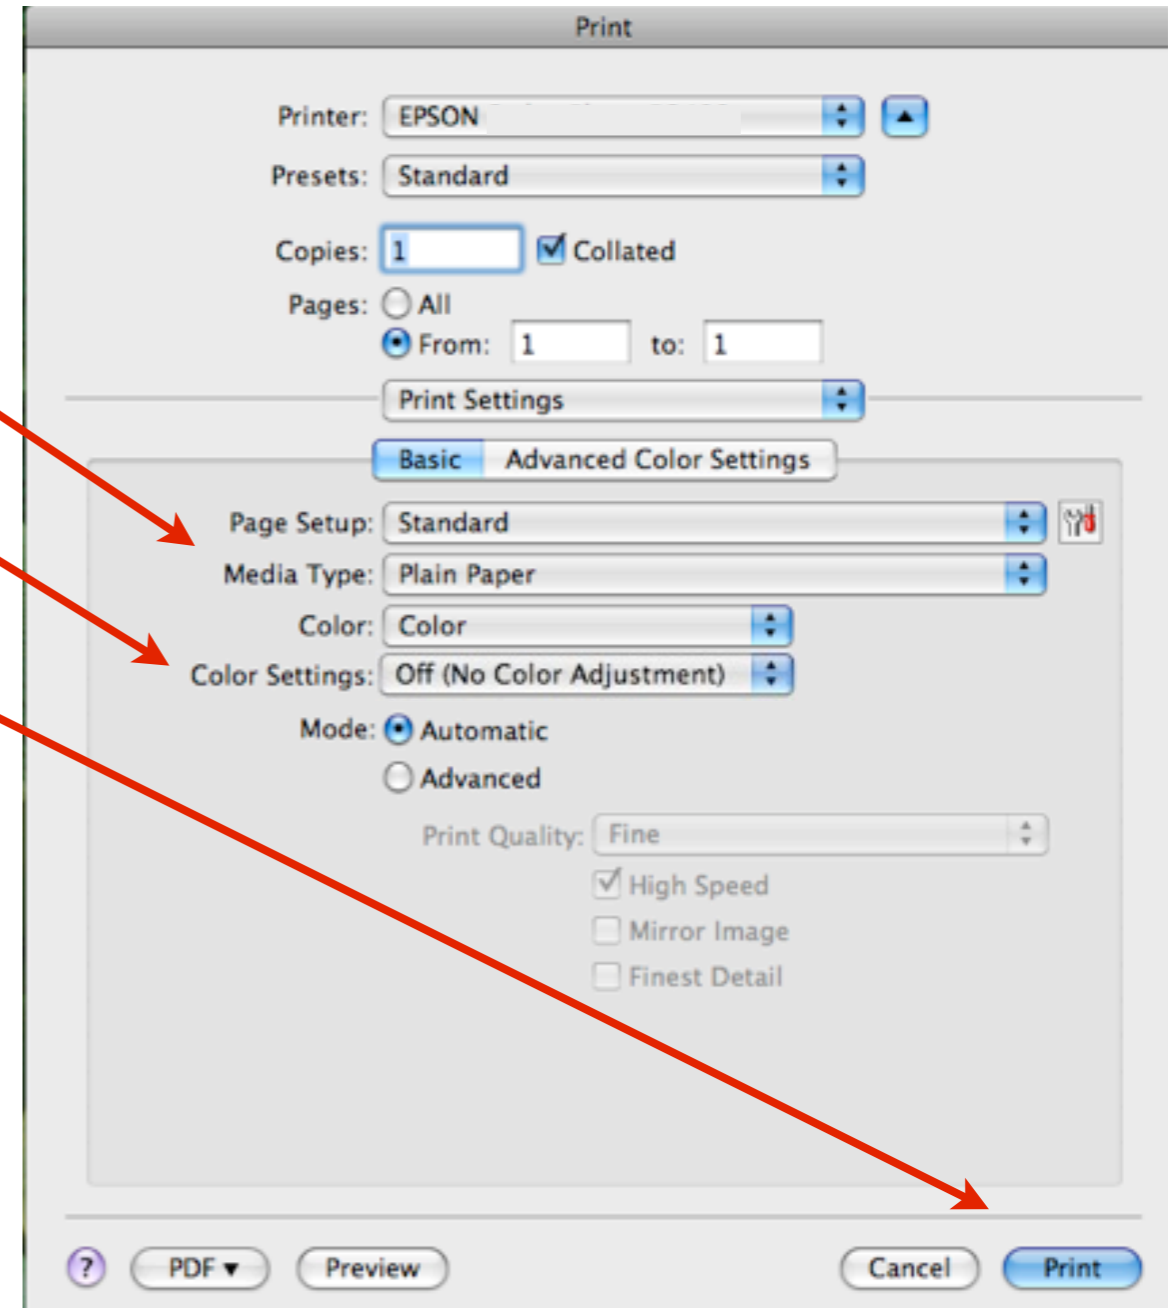 Print
Printer: EPSON
Presets: Standard
Copies: 1 Collated
Pages: All
From: 1 to: 1
Print Settings
Basic Advanced Color Settings
Page Setup: Standard
Media Type: Plain Paper
Color: Color
Color Settings: Off (No Color Adjustment)
Mode: Automatic
Advanced
Print Quality: Fine
High Speed
Mirror Image
Finest Detail
? PDF▼ Preview Cancel Print